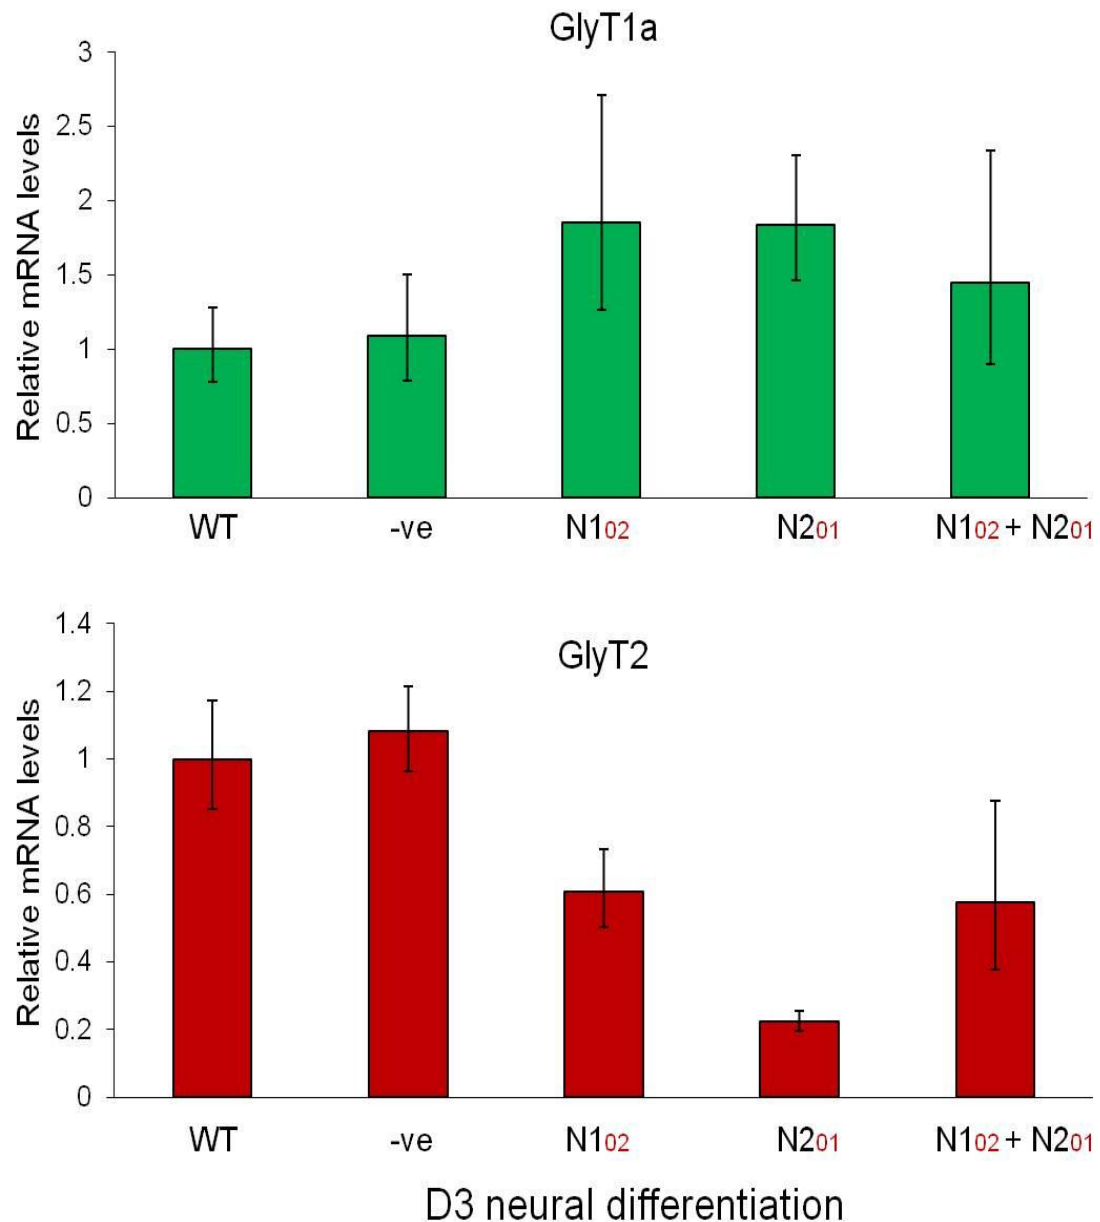 GlyT1a
Relative mRNA levels
3
2.5
2
1.5
1
0.5
0
WT -ve N102 N201 N102 + N201
GlyT2
Relative mRNA levels
1.4
1.2
1
0.8
0.6
0.4
0.2
0
WT -ve N102 N201 N102 + N201
D3 neural differentiation